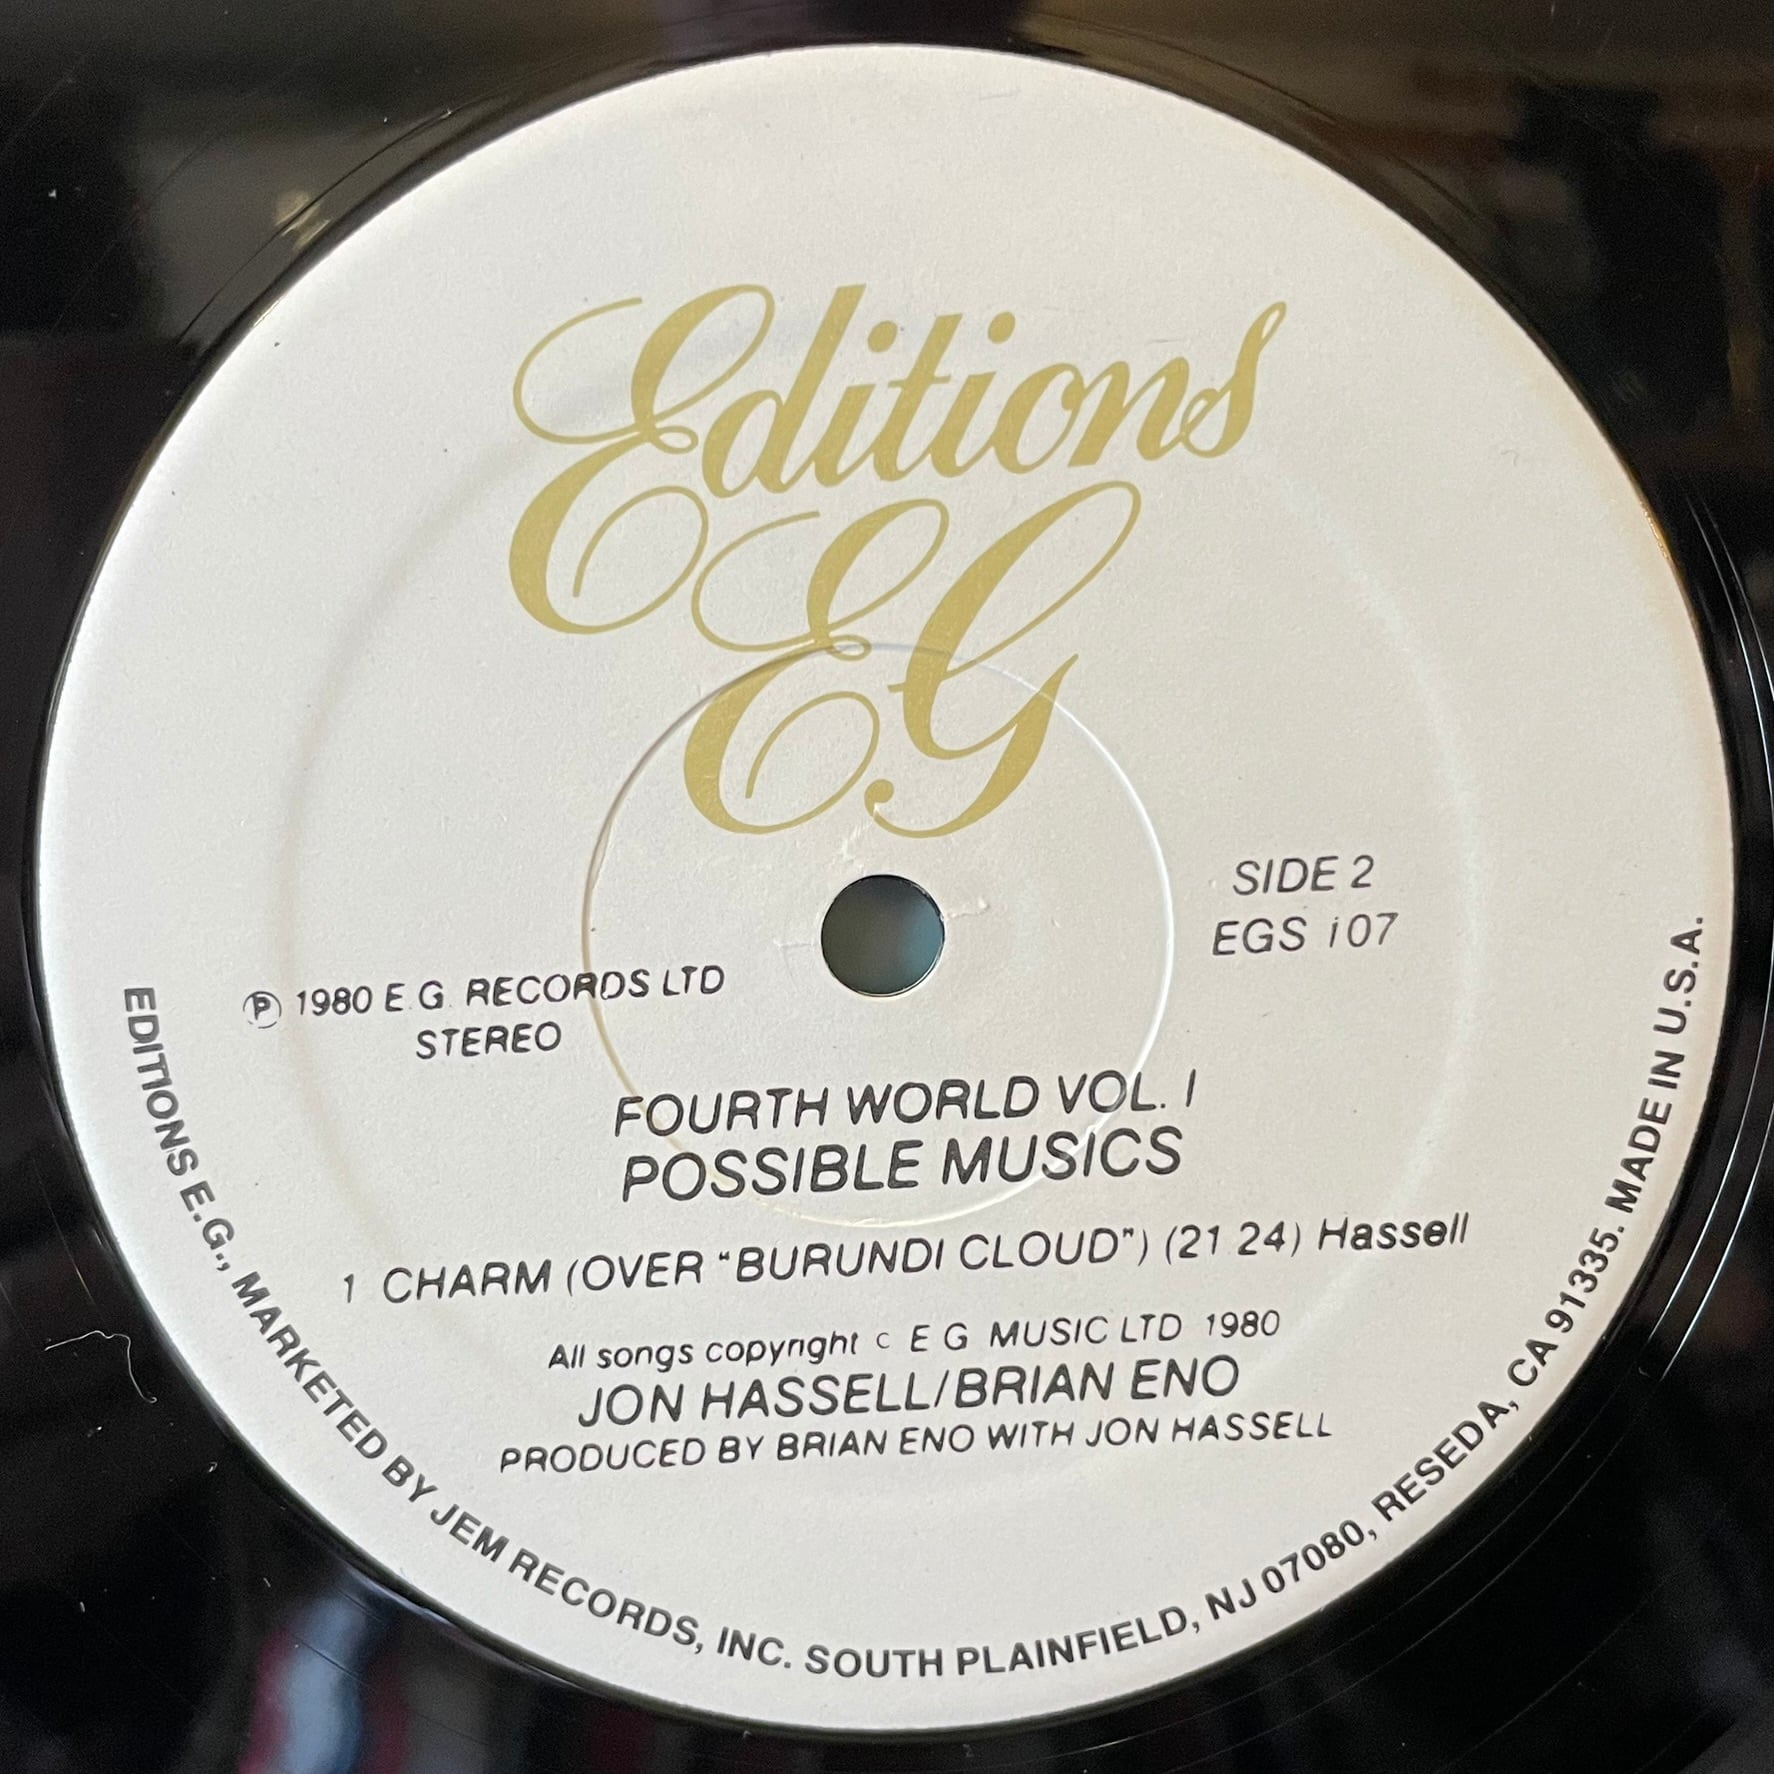 Editions
EG
SIDE 2
EGS 107
Ⓟ 1980 E.G. RECORDS LTD
STEREO
FOURTH WORLD VOL. I
POSSIBLE MUSICS
1 CHARM (OVER “BURUNDI CLOUD”) (21 24) Hassell
All songs copyright c E G MUSIC LTD 1980
JON HASSELL/BRIAN ENO
PRODUCED BY BRIAN ENO WITH JON HASSELL
EDITIONS E.G., MARKETED BY JEM RECORDS, INC. SOUTH PLAINFIELD, NJ 07080, RESEDA, CA 91335. MADE IN U.S.A.